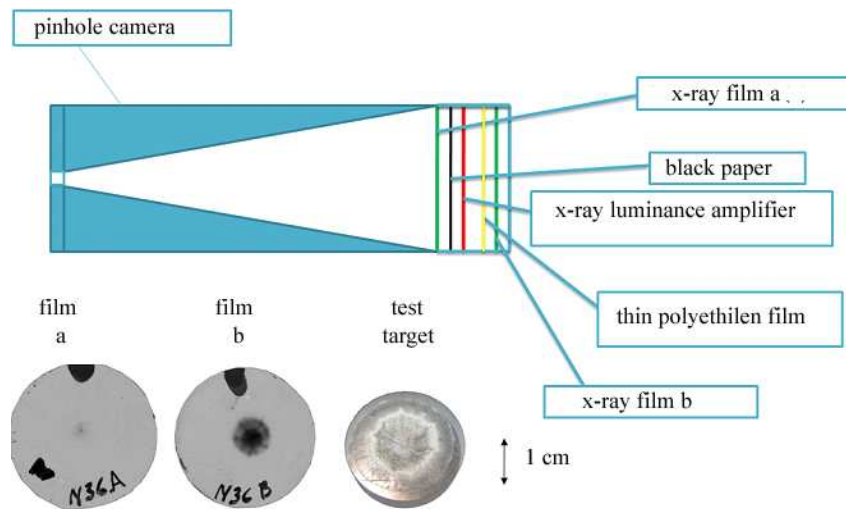 pinhole camera
x-ray film a
black paper
x-ray luminance amplifier
thin polyethilen film
x-ray film b
film
a
film
b
test
target
N36A
N36B
1 cm